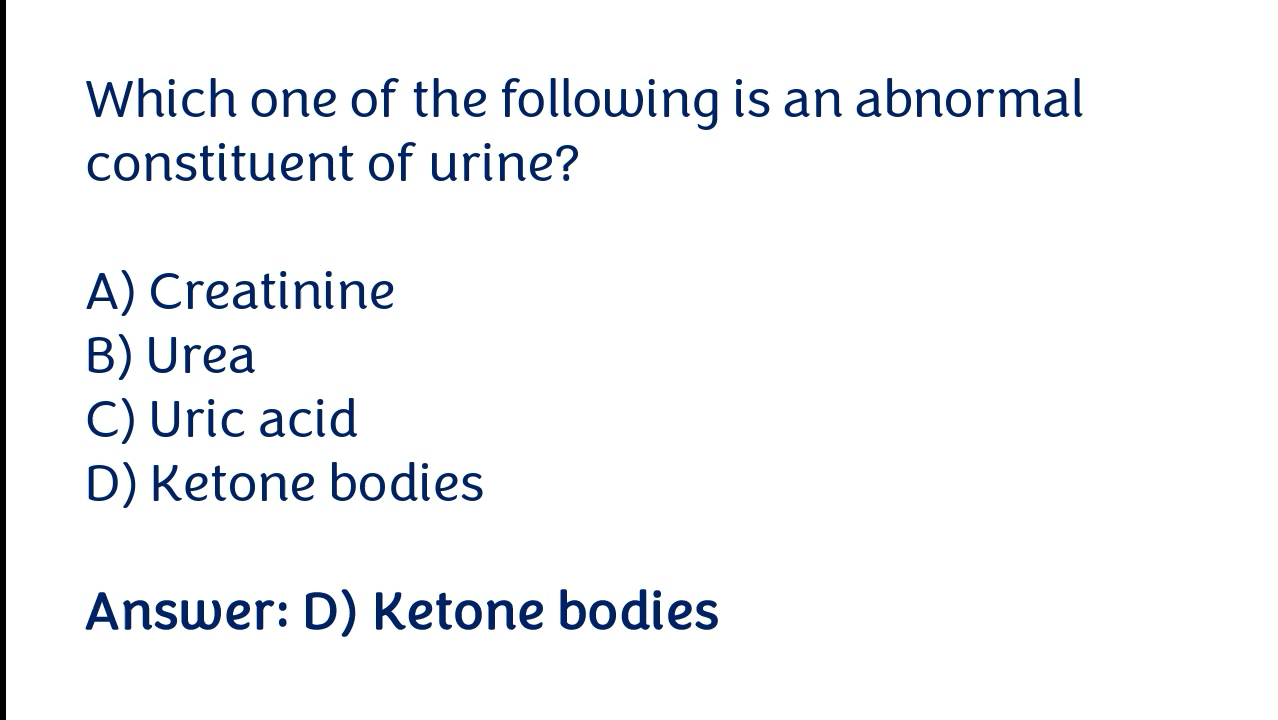 Which one of the following is an abnormal
constituent of urine?
A) Creatinine
B) Urea
C) Uric acid
D) Ketone bodies
Answer: D) Ketone bodies